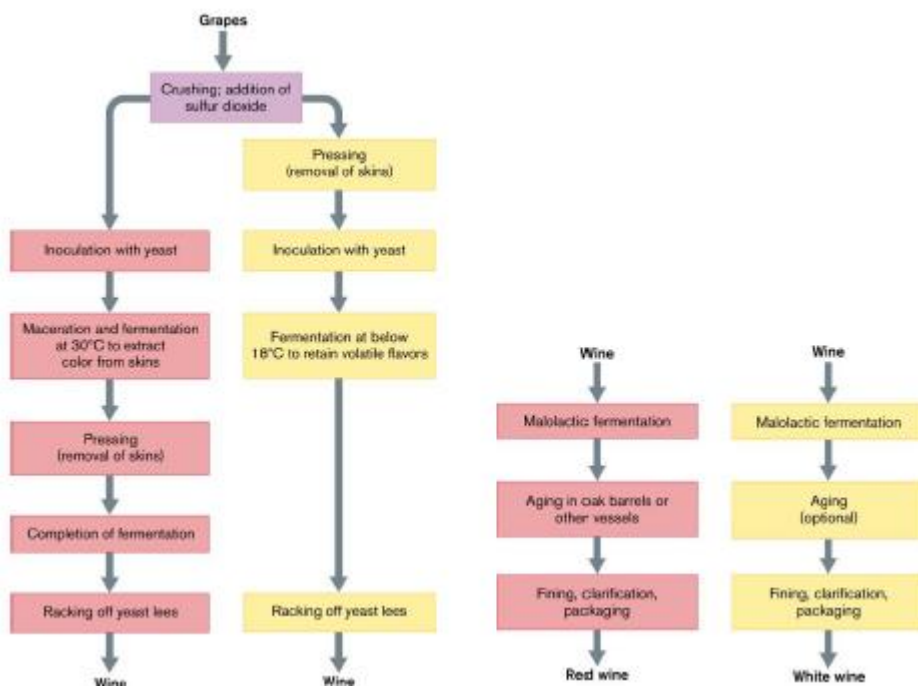 Grapes
Crushing; addition of
sulfur dioxide
Pressing
(removal of skins)
Inoculation with yeast
Inoculation with yeast
Maceration and fermentation
at 30°C to extract
color from skins
Fermentation at below
18°C to retain volatile flavors
Pressing
(removal of skins)
Completion of fermentation
Racking off yeast lees
Racking off yeast lees
Wine
Wine
Wine
Wine
Malolactic fermentation
Malolactic fermentation
Aging in oak barrels or
other vessels
Aging
(optional)
Fining, clarification,
packaging
Fining, clarification,
packaging
Red wine
White wine